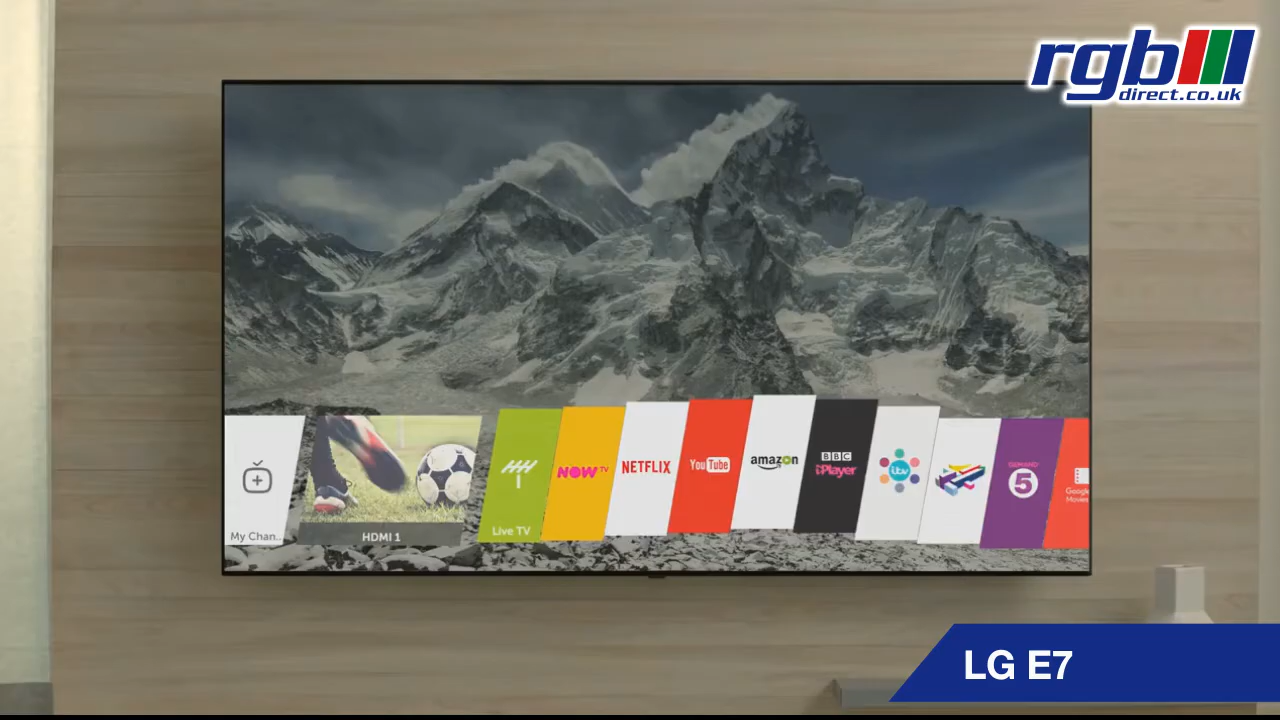 rgb
direct.co.uk
My Chan..
HDMI 1
Live TV
NOW TV
NETFLIX
YouTube
amazon
BBC
iPlayer
itv
DEMAND
5
Google
Movies
LG E7